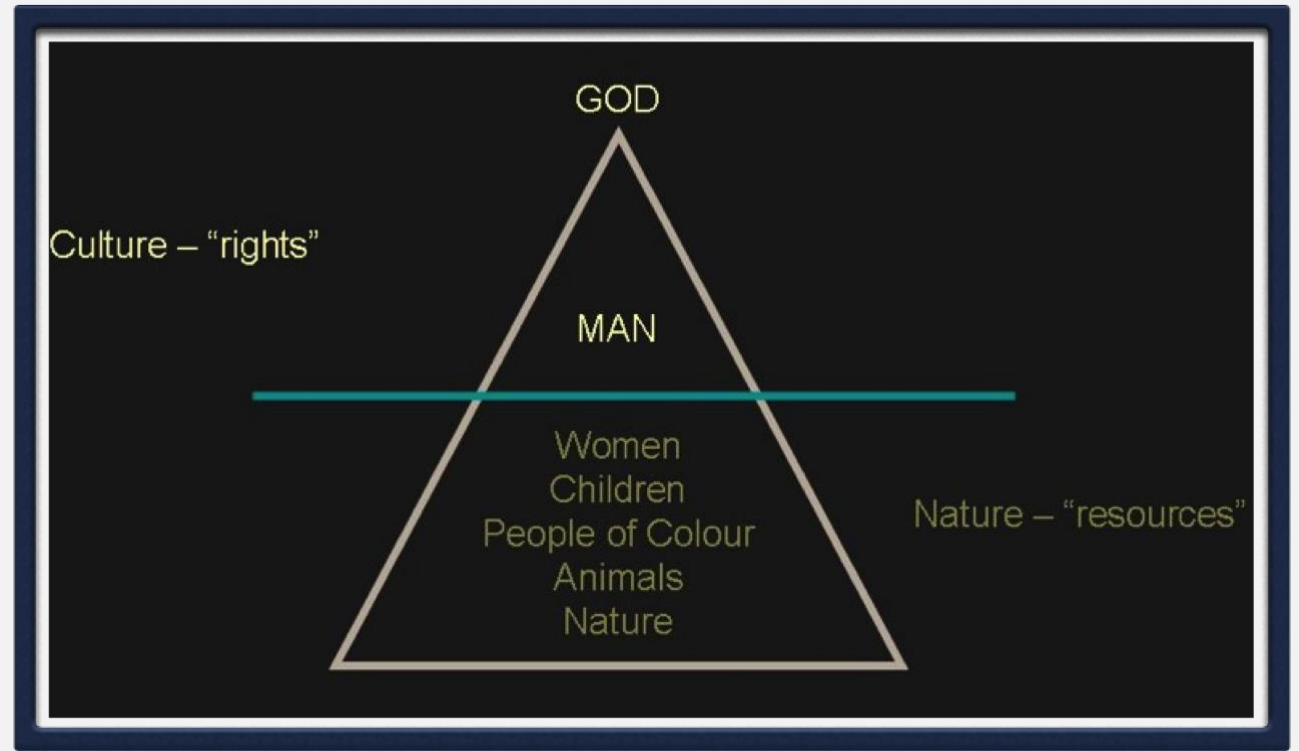 GOD
Culture – “rights”
MAN
Women
Children
People of Colour
Nature – “resources”
Animals
Nature